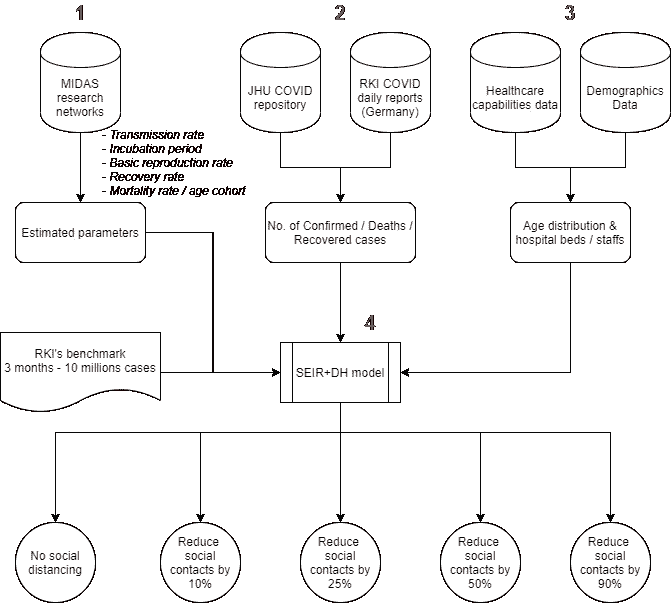 1
2
3
MIDAS
research
networks
JHU COVID
repository
RKI COVID
daily reports
(Germany)
Healthcare
capabilities data
Demographics
Data
- Transmission rate
- Incubation period
- Basic reproduction rate
- Recovery rate
- Mortality rate / age cohort
Estimated parameters
No. of Confirmed / Deaths /
Recovered cases
Age distribution &
hospital beds / staffs
4
RKI's benchmark
3 months - 10 millions cases
SEIR+DH model
No social
distancing
Reduce
social
contacts by
10%
Reduce
social
contacts by
25%
Reduce
social
contacts by
50%
Reduce
social
contacts by
90%